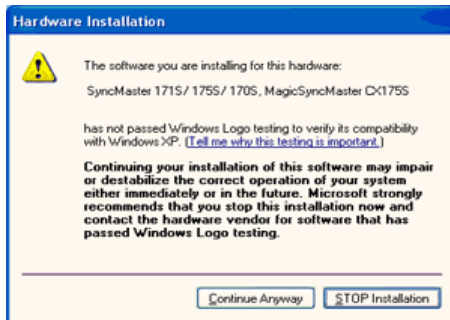 Hardware Installation
The software you are installing for this hardware:
SyncMaster 171S/ 175S/ 170S, MagicSyncMaster CX175S
has not passed Windows Logo testing to verify its compatibility
with Windows XP. (Tell me why this testing is important.)
Continuing your installation of this software may impair
or destabilize the correct operation of your system
either immediately or in the future. Microsoft strongly
recommends that you stop this installation now and
contact the hardware vendor for software that has
passed Windows Logo testing.
Continue Anyway
STOP Installation